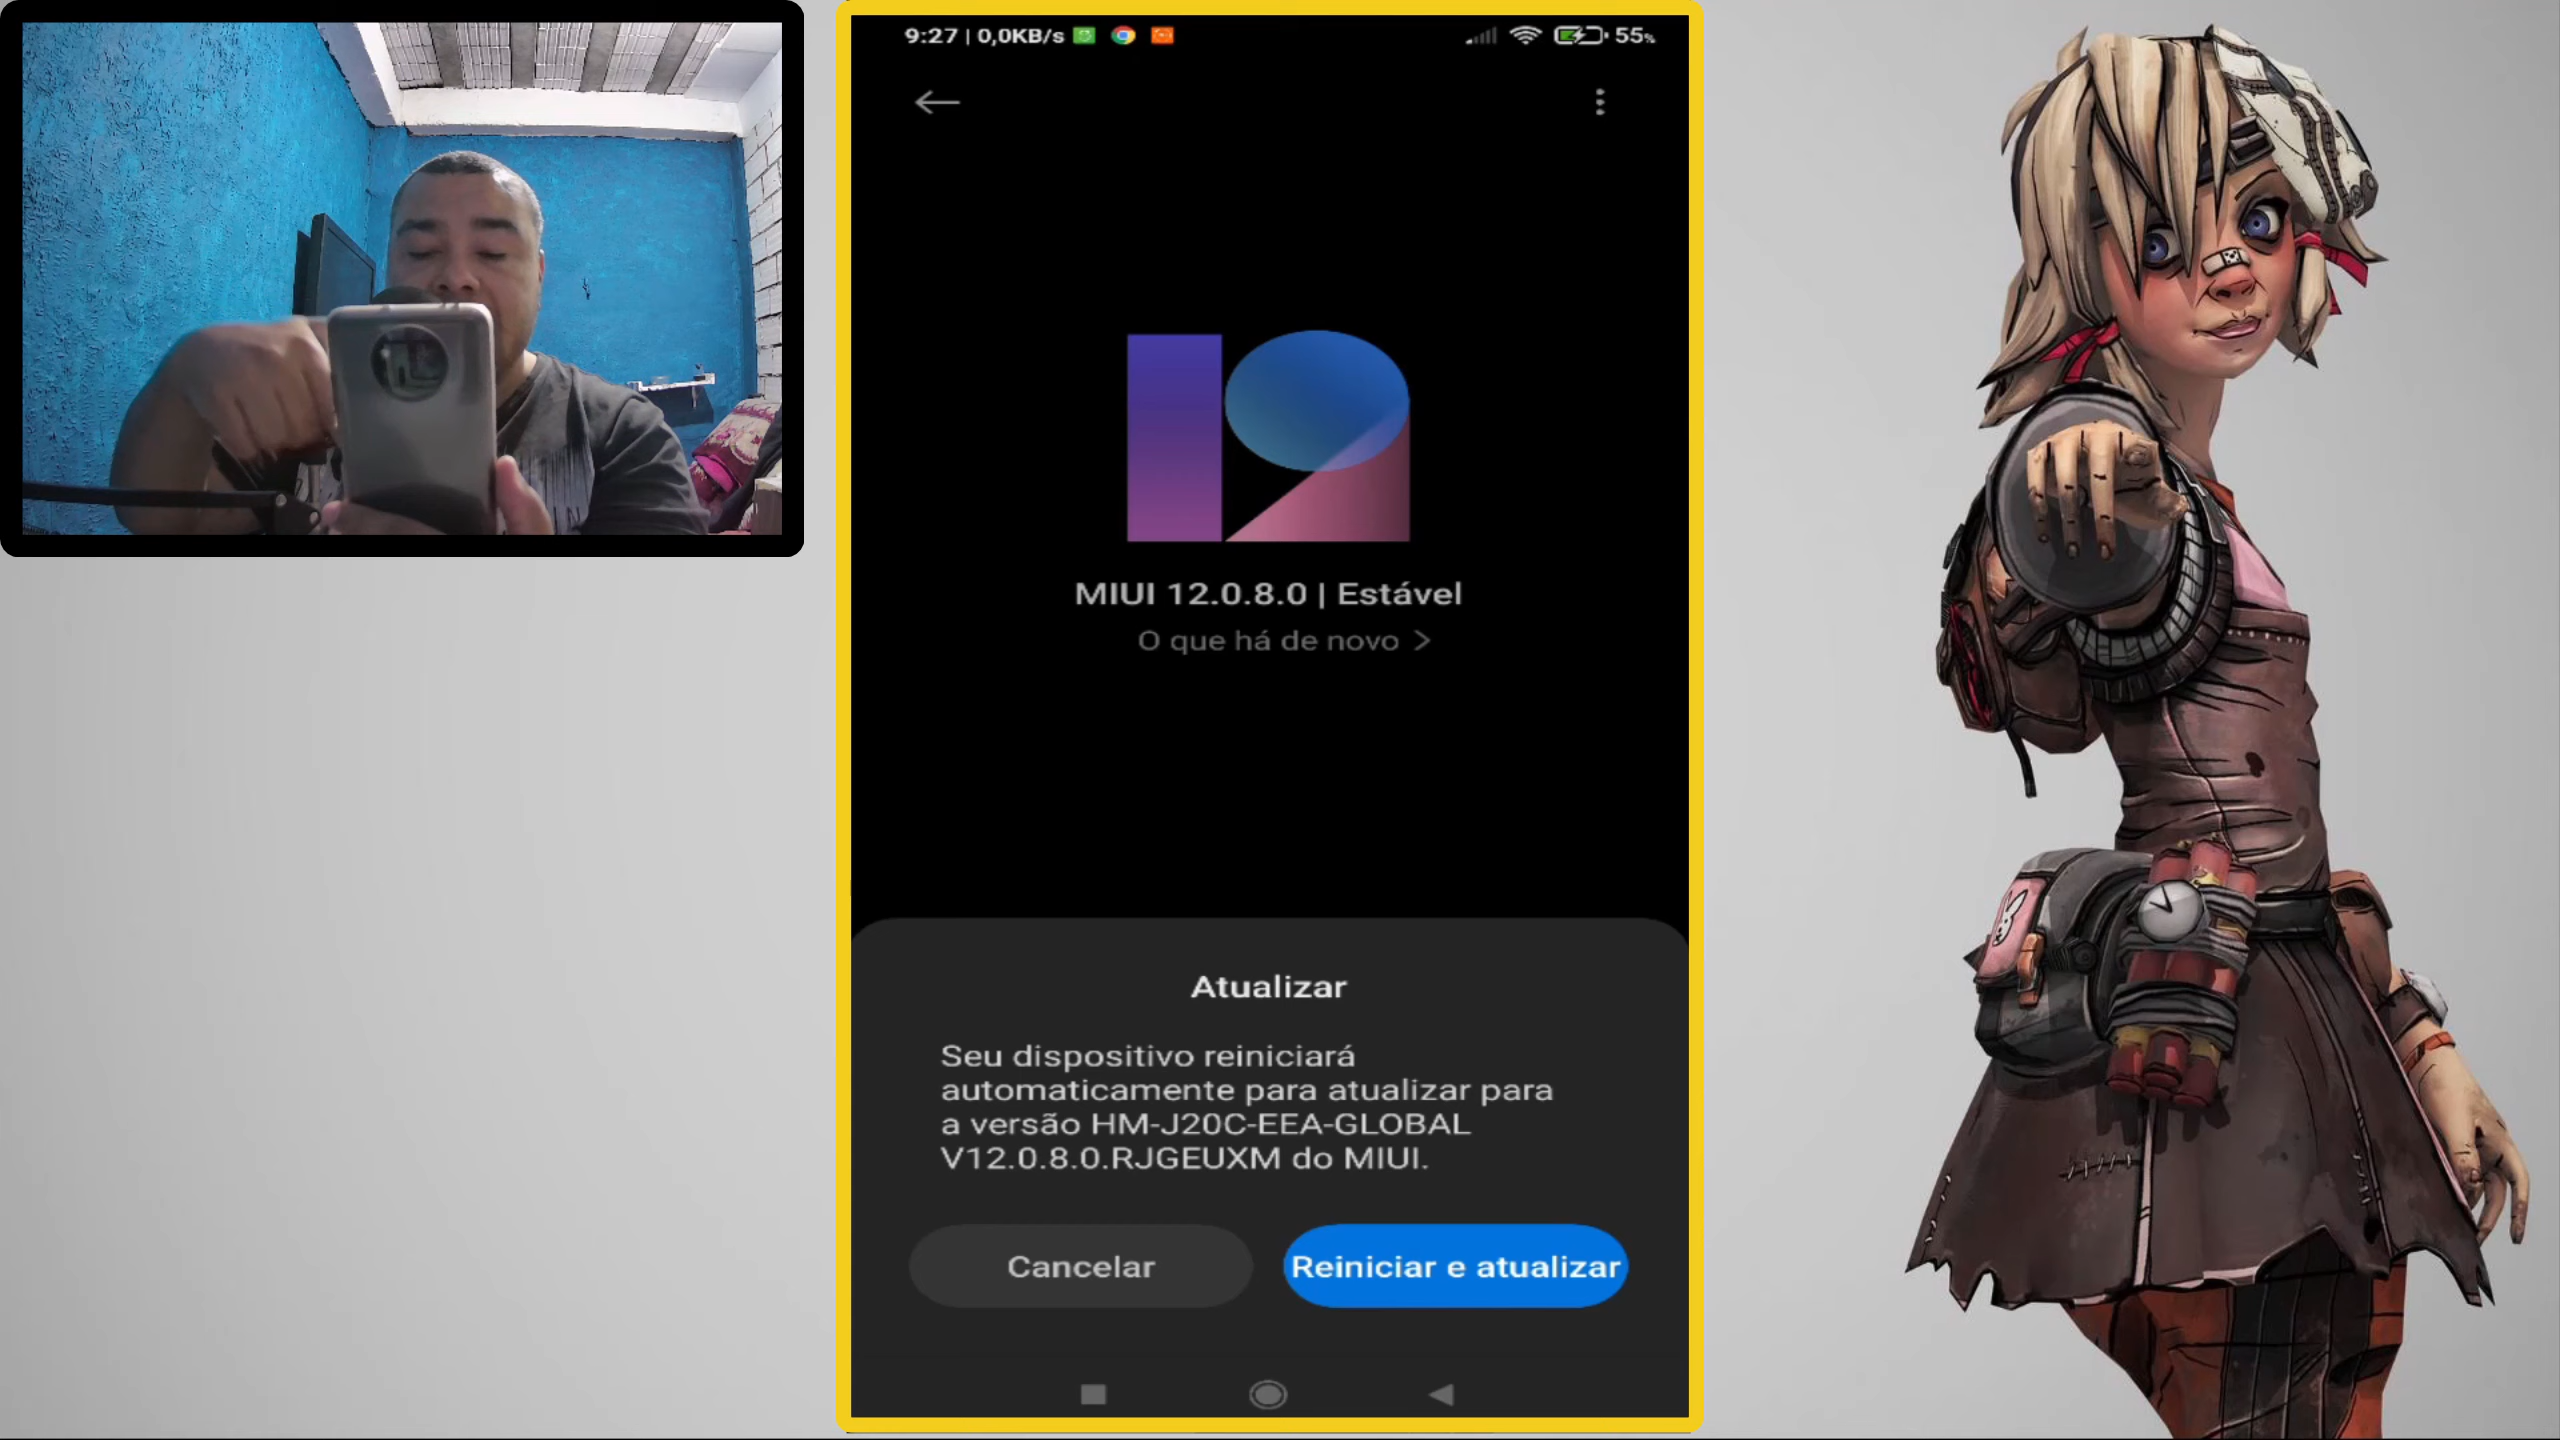 9:27 | 0,0KB/s
55%
MIUI 12.0.8.0 | Estável
O que há de novo >
Atualizar
Seu dispositivo reiniciará
automaticamente para atualizar para
a versão HM-J20C-EEA-GLOBAL
V12.0.8.0.RJGEUXM do MIUI.
Cancelar
Reiniciar e atualizar